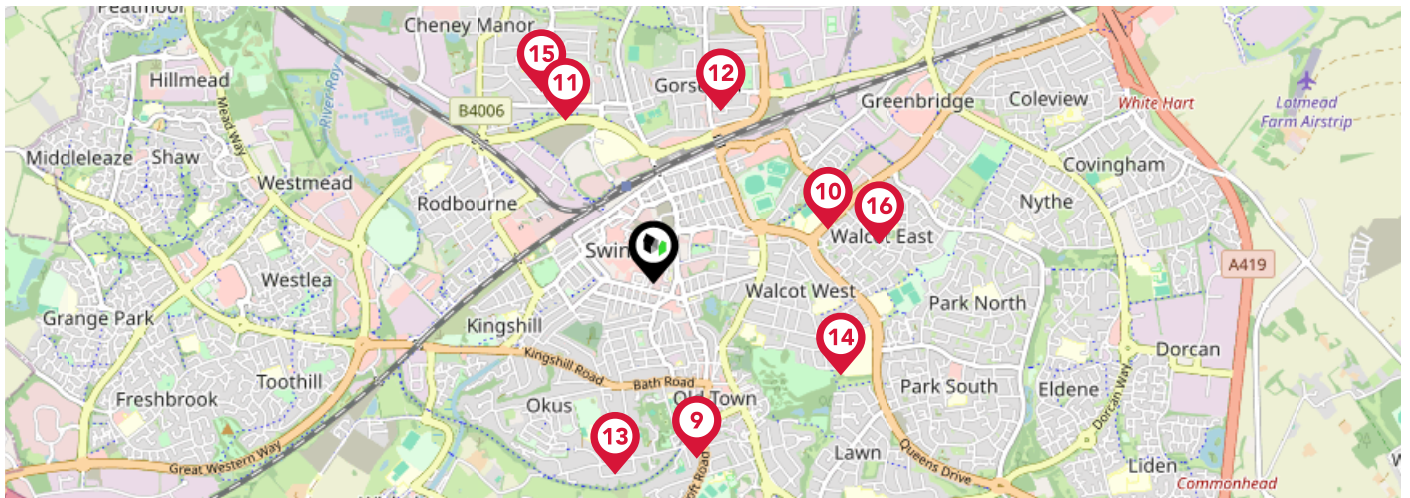 Cheney Manor
Hillmead
15
11
12
B4006
River Ray
Mead Way
Greenbridge
Coleview
White Hart
Lotmead
Farm Airstrip
Middleleaze
Shaw
Westmead
Covingham
Rodbourne
10
16
Nythe
Walcot East
A419
Westlea
Walcot West
Park North
Grange Park
Kingshill
14
Dorcan
Kingshill Road
Bath Road
Toothill
Park South
Eldene
Freshbrook
Okus
Old Town
9
13
Dorcan Way
Great Western Way
Lawn
Queens Drive
Liden
Commonhead